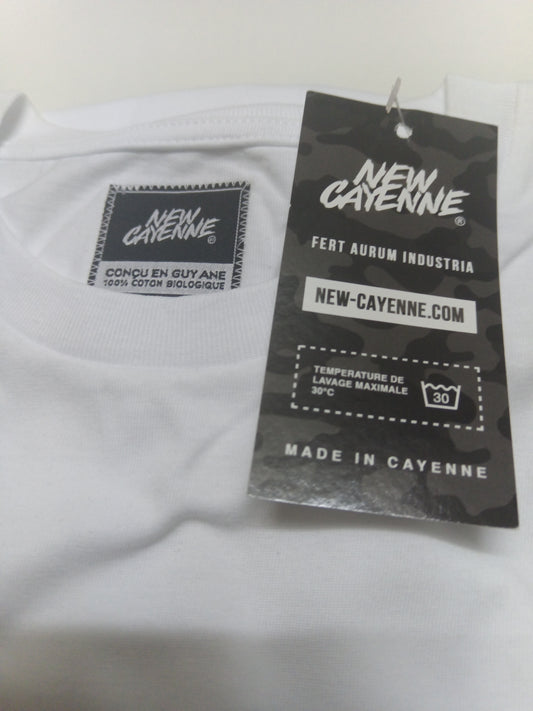 NEW
CAYENNE
©
CONÇU EN GUYANE
100% COTON BIOLOGIQUE
NEW
CAYENNE
®
FERT AURUM INDUSTRIA
NEW-CAYENNE.COM
TEMPERATURE DE
LAVAGE MAXIMALE
30°C
30
MADE IN CAYENNE